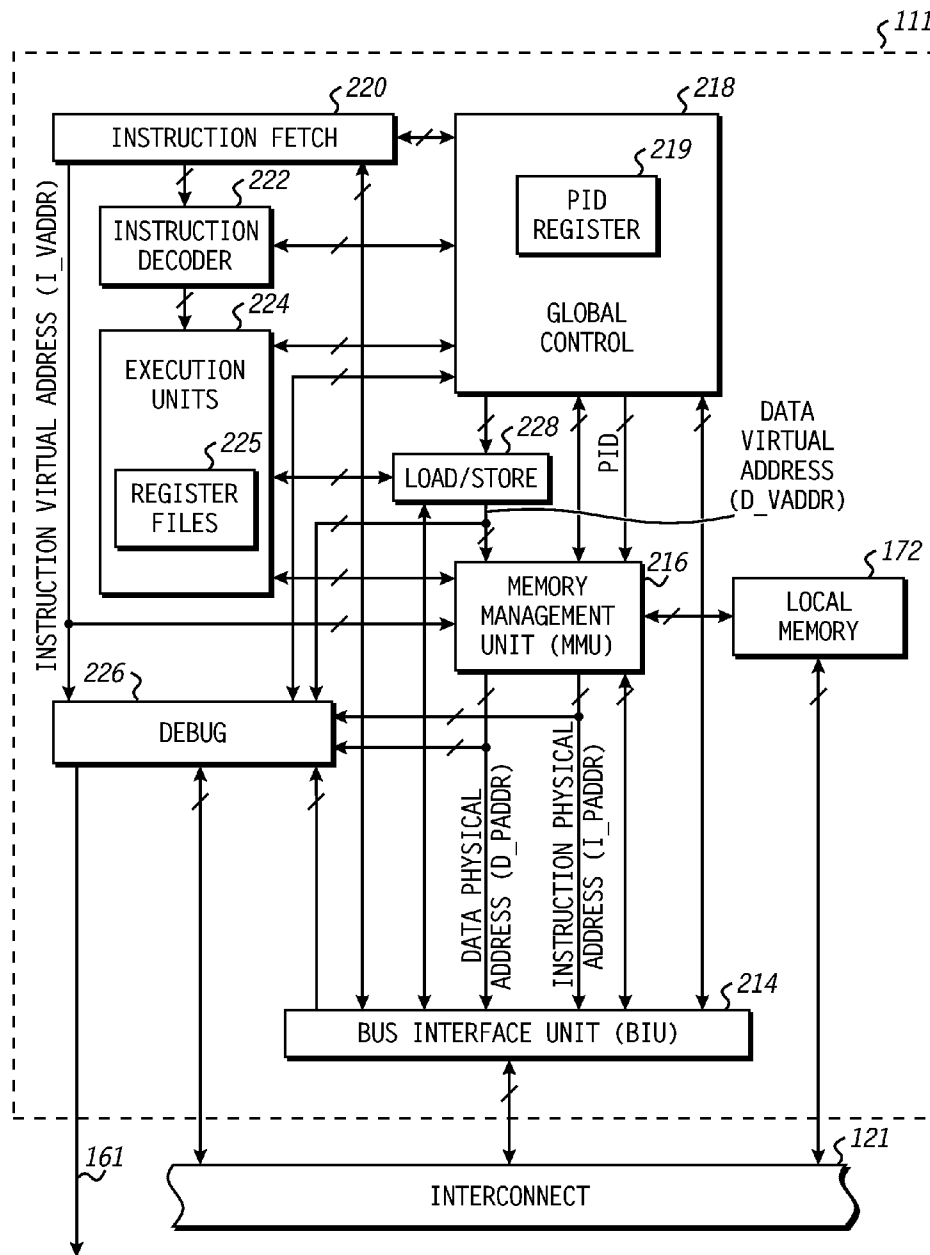 111
220
INSTRUCTION FETCH
218
219
PID
REGISTER
GLOBAL
CONTROL
222
INSTRUCTION
DECODER
224
EXECUTION
UNITS
225
REGISTER
FILES
INSTRUCTION VIRTUAL ADDRESS (I_VADDR)
228
LOAD/STORE
PID
DATA
VIRTUAL
ADDRESS
(D_VADDR)
216
MEMORY
MANAGEMENT
UNIT (MMU)
172
LOCAL
MEMORY
226
DEBUG
DATA PHYSICAL
ADDRESS (D_PADDR)
INSTRUCTION PHYSICAL
ADDRESS (I_PADDR)
214
BUS INTERFACE UNIT (BIU)
161
121
INTERCONNECT